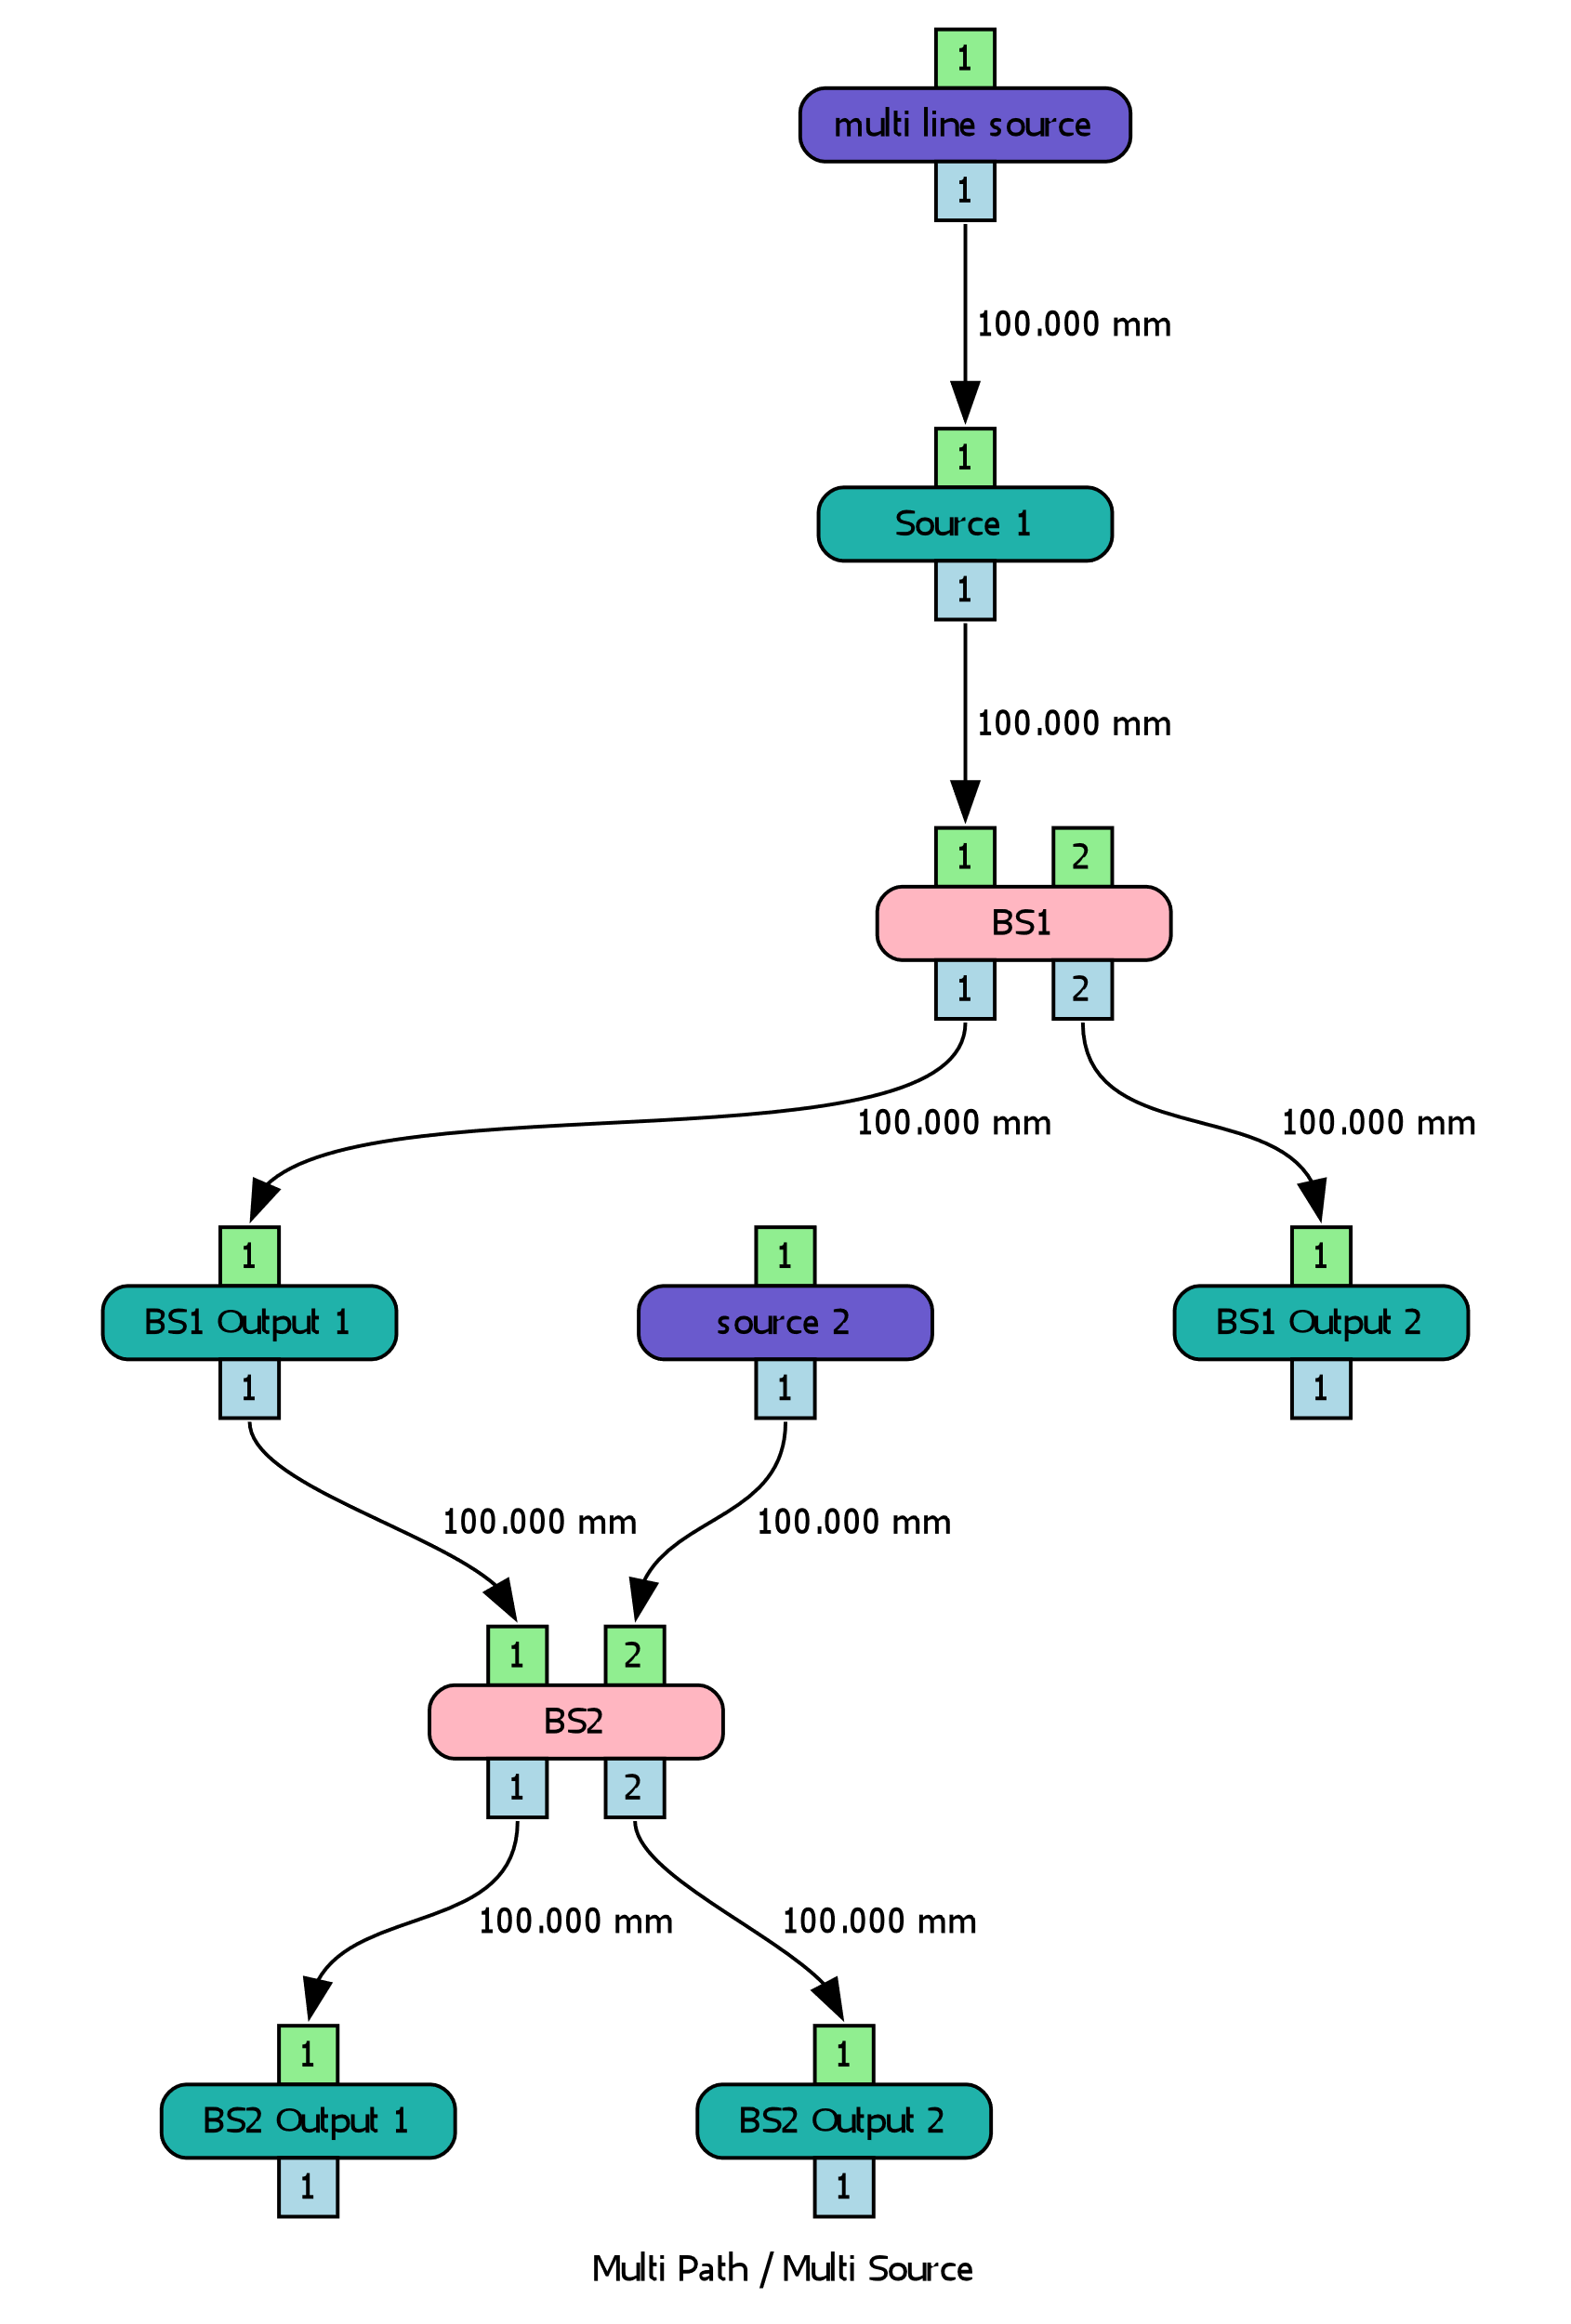 1
multi line source
1
100.000 mm
1
Source 1
1
100.000 mm
1 2
BS1
1 2
100.000 mm 100.000 mm
1 1 1
BS1 Output 1 source 2 BS1 Output 2
1 1 1
100.000 mm 100.000 mm
1 2
BS2
1 2
100.000 mm 100.000 mm
1 1
BS2 Output 1 BS2 Output 2
1 1
Multi Path / Multi Source